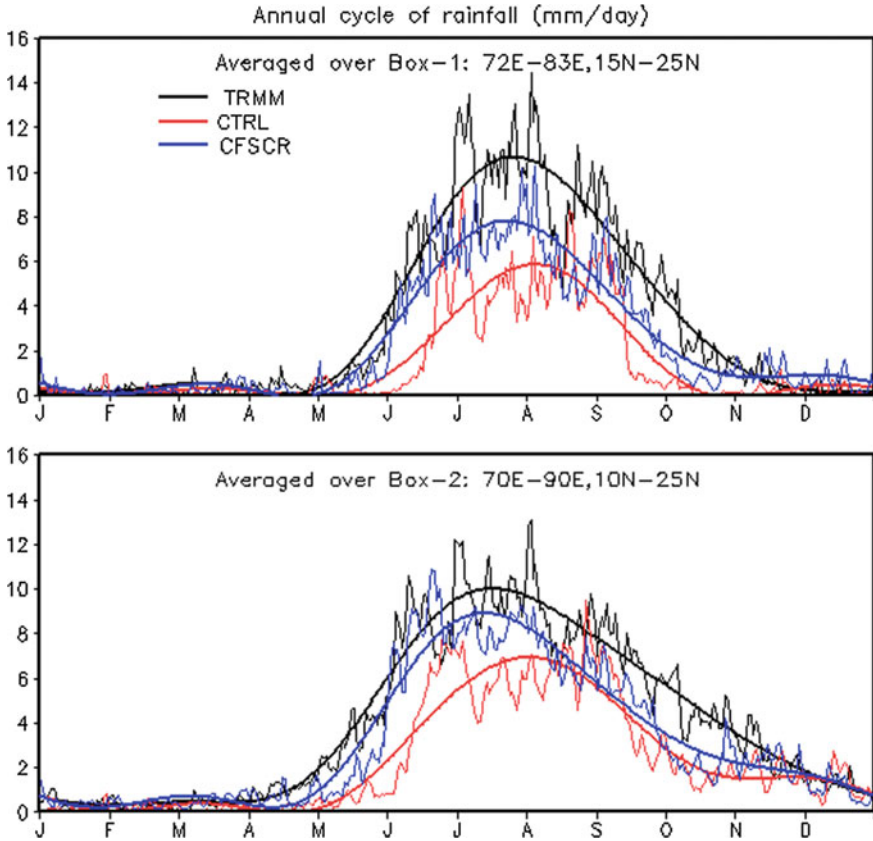 Annual cycle of rainfall (mm/day)
16
14
12
10
8
6
4
2
0
Averaged over Box-1: 72E-83E,15N-25N
TRMM
CTRL
CFSCR
J F M A M J J A S O N D
16
14
12
10
8
6
4
2
0
Averaged over Box-2: 70E-90E,10N-25N
J F M A M J J A S O N D